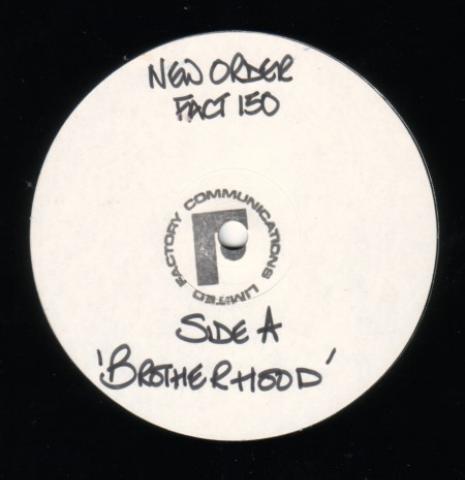 NEW ORDER
FACT 150
FACTORY COMMUNICATIONS LIMITED
SIDE A
'BROTHERHOOD'